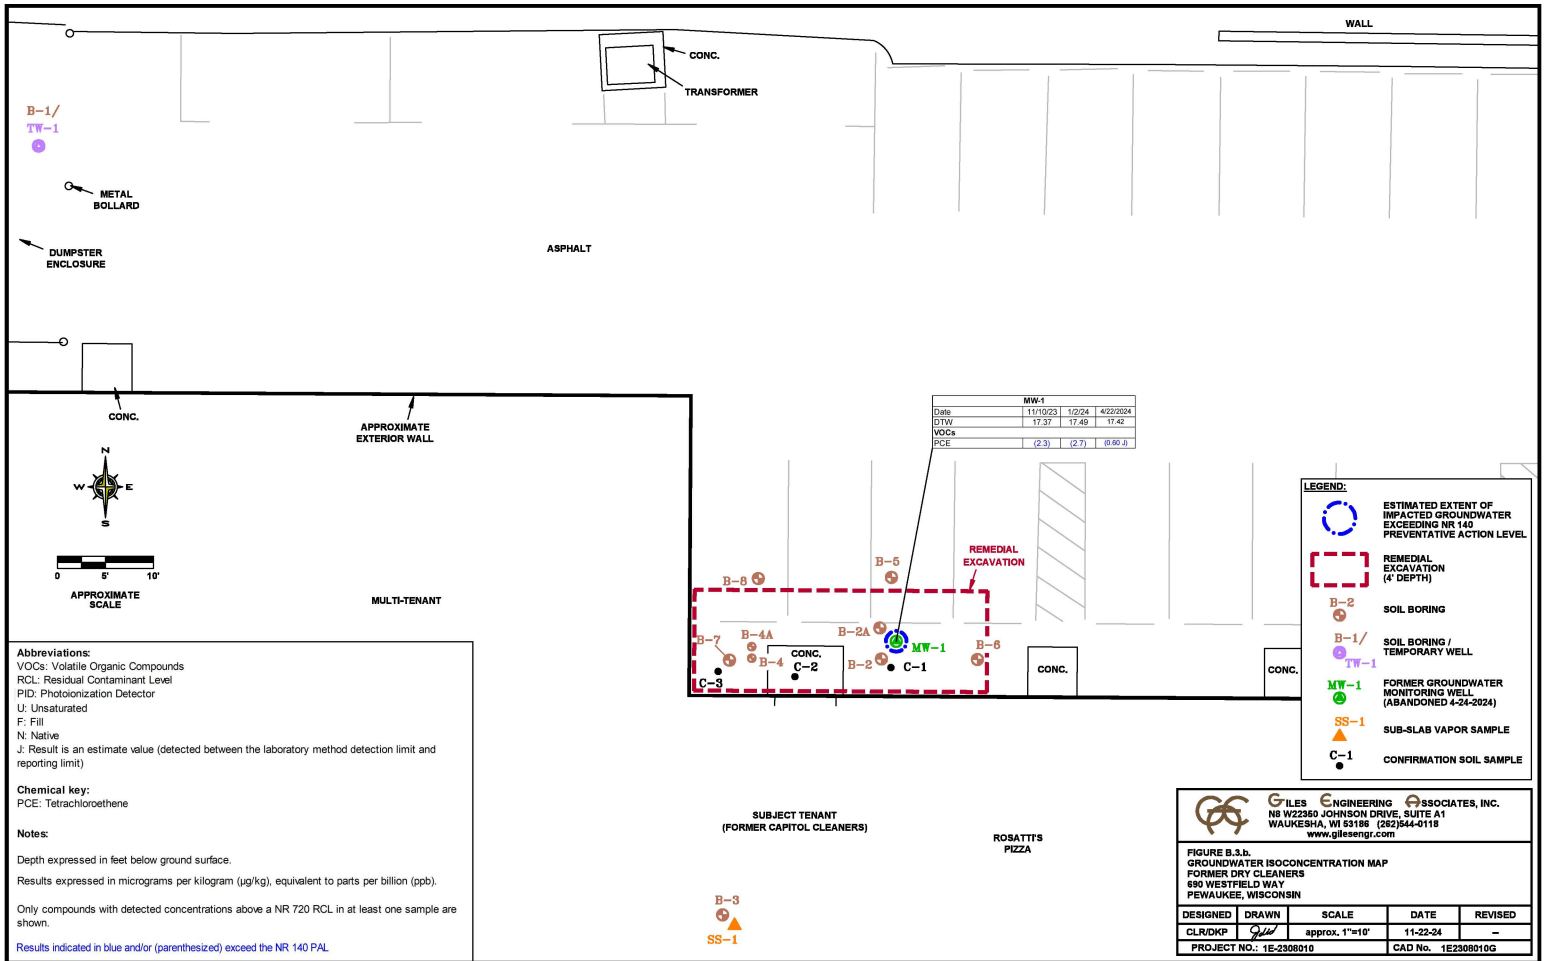 WALL
CONC.
TRANSFORMER
B-1/
TW-1
METAL
BOLLARD
DUMPSTER
ENCLOSURE
ASPHALT
CONC.
APPROXIMATE
EXTERIOR WALL
MW-1
Date 11/10/23 1/2/24 4/22/2024
DTW 17.37 17.49 17.42
VOCs
PCE (2.3) (2.7) (0.60 J)
N
W E
S
0 5' 10'
APPROXIMATE
SCALE
MULTI-TENANT
REMEDIAL
EXCAVATION
B-8
B-5
B-7
B-4A
B-4
B-2A
B-2
MW-1
B-6
CONC.
C-1
C-2
C-3
CONC.
CONC.
SUBJECT TENANT
(FORMER CAPITOL CLEANERS)
ROSATTI'S
PIZZA
B-3
SS-1
LEGEND:
ESTIMATED EXTENT OF
IMPACTED GROUNDWATER
EXCEEDING NR 140
PREVENTATIVE ACTION LEVEL
REMEDIAL
EXCAVATION
(4' DEPTH)
B-2
SOIL BORING
B-1/
TW-1
SOIL BORING /
TEMPORARY WELL
MW-1
FORMER GROUNDWATER
MONITORING WELL
(ABANDONED 4-24-2024)
SS-1
SUB-SLAB VAPOR SAMPLE
C-1
CONFIRMATION SOIL SAMPLE
Abbreviations:
VOCs: Volatile Organic Compounds
RCL: Residual Contaminant Level
PID: Photoionization Detector
U: Unsaturated
F: Fill
N: Native
J: Result is an estimate value (detected between the laboratory method detection limit and
reporting limit)
Chemical key:
PCE: Tetrachloroethene
Notes:
Depth expressed in feet below ground surface.
Results expressed in micrograms per kilogram (µg/kg), equivalent to parts per billion (ppb).
Only compounds with detected concentrations above a NR 720 RCL in at least one sample are
shown.
Results indicated in blue and/or (parenthesized) exceed the NR 140 PAL
GILES ENGINEERING ASSOCIATES, INC.
N8 W22350 JOHNSON DRIVE, SUITE A1
WAUKESHA, WI 53186 (262)544-0118
www.gilesengr.com
FIGURE B.3.b.
GROUNDWATER ISOCONCENTRATION MAP
FORMER DRY CLEANERS
690 WESTFIELD WAY
PEWAUKEE, WISCONSIN
DESIGNED DRAWN SCALE DATE REVISED
CLR/DKP approx. 1"=10' 11-22-24 –
PROJECT NO.: 1E-2308010 CAD No. 1E2308010G